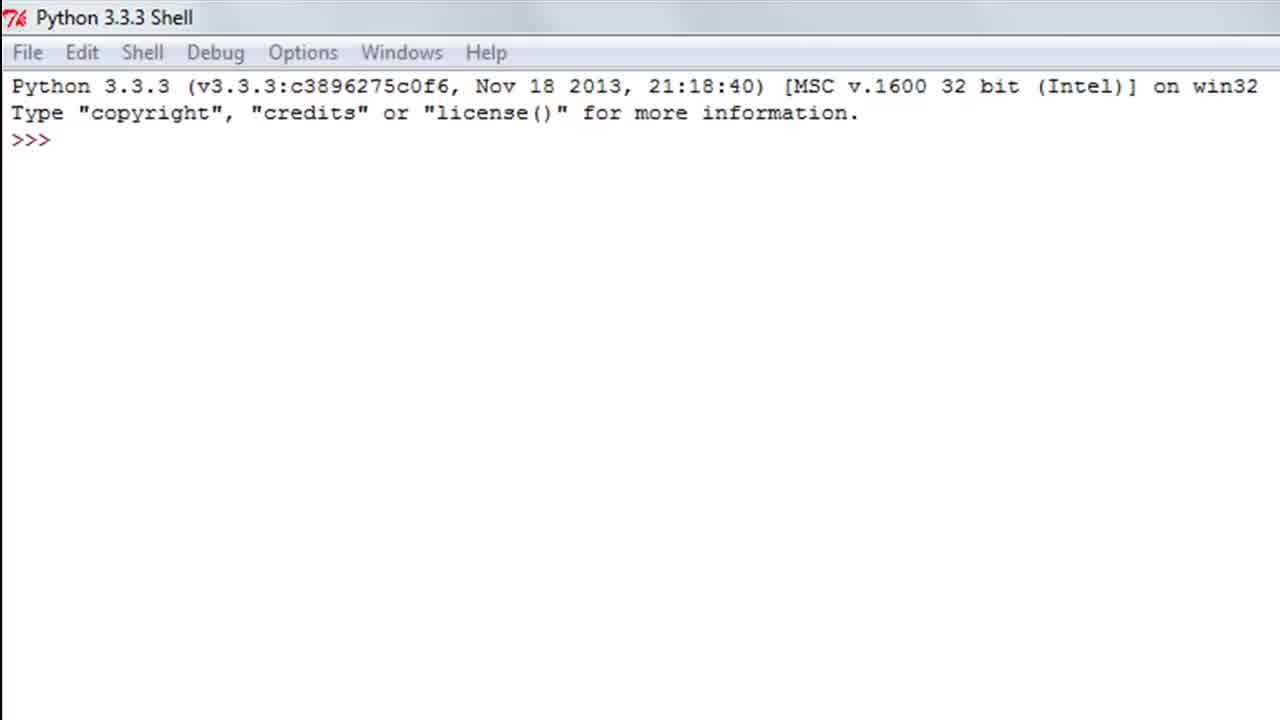 Python 3.3.3 Shell
File Edit Shell Debug Options Windows Help
Python 3.3.3 (v3.3.3:c3896275c0f6, Nov 18 2013, 21:18:40) [MSC v.1600 32 bit (Intel)] on win32
Type "copyright", "credits" or "license()" for more information.
>>>